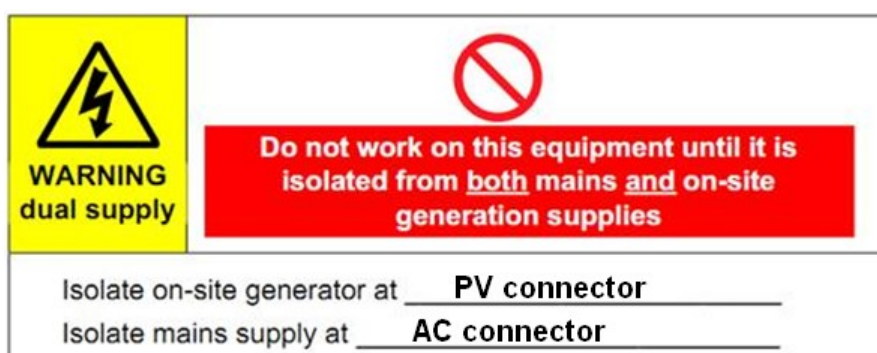 WARNING
dual supply
Do not work on this equipment until it is
isolated from both mains and on-site
generation supplies
Isolate on-site generator at PV connector
Isolate mains supply at AC connector